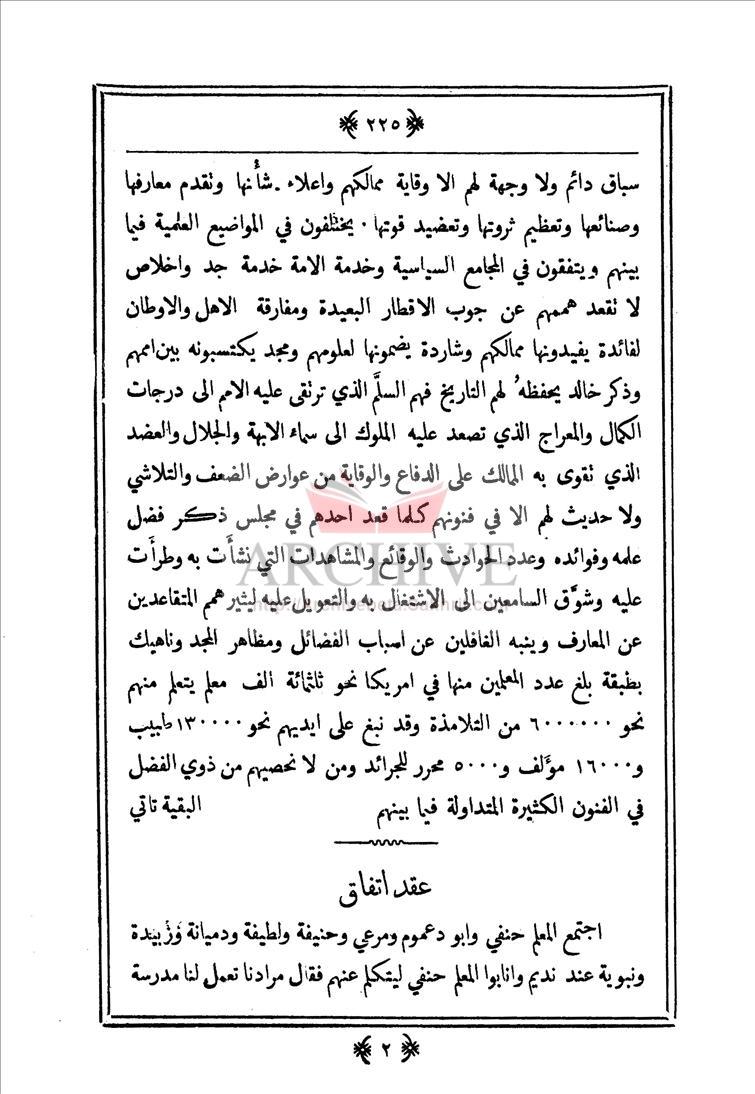 ٢٢٥
سباق دائم ولا وجهة لهم الا وقاية ممالكهم واعلاء شأنها وتقدم معارفها
وصنائعها وتعظيم ثروتها وتعضيد قوتها . يختلفون في المواضيع العلمية فيما
بينهم ويتفقون في المجامع السياسية وخدمة الامة خدمة جد واخلاص
لا تقعد هممهم عن جوب الاقطار البعيدة ومفارقة الاهل والاوطان
لفائدة يفيدونها ممالكهم وشاردة يضمونها لعلومهم ومجد يكتسبونه بين اممهم
وذكر خالد يحفظهُ لهم التاريخ فهم السلَّم الذي ترتقى عليه الامم الى درجات
الكمال والمعراج الذي تصعد عليه الملوك الى سماء الابهة والجلال والعضد
الذي تقوى به الممالك على الدفاع والوقاية من عوارض الضعف والتلاشي
ولا حديث لهم الا في فنونهم كلما قعد احدهم في مجلس ذكر فضل
علمه وفوائده وعدد الحوادث والوقائع والمشاهدات التي نشأت به وطرأت
عليه وشوَّق السامعين الى الاشتغال به والتعويل عليه ليثير همم المتقاعدين
عن المعارف وينبه الغافلين عن اسباب الفضائل ومظاهر المجد وناهيك
بطبقة بلغ عدد المعلمين منها في امريكا نحو ثلثمائة الف معلم يتعلم منهم
نحو ٦٠٠٠٠٠٠ من التلامذة وقد نبغ على ايديهم نحو ١٣٠٠٠٠ طبيب
و١٦٠٠٠ مؤلف و٥٠٠٠ محرر للجرائد ومن لا نحصيهم من ذوي الفضل
في الفنون الكثيرة المتداولة فيما بينهم البقية تاتي
عقد اتفاق
اجتمع المعلم حنفي وابو دعموم ومرعي وحنيفة ولطيفة ودميانة وَزُبيَدة
ونبوية عند نديم وانابوا المعلم حنفي ليتكلم عنهم فقال مرادنا نعمل لنا مدرسة
٢
ARCHIVE